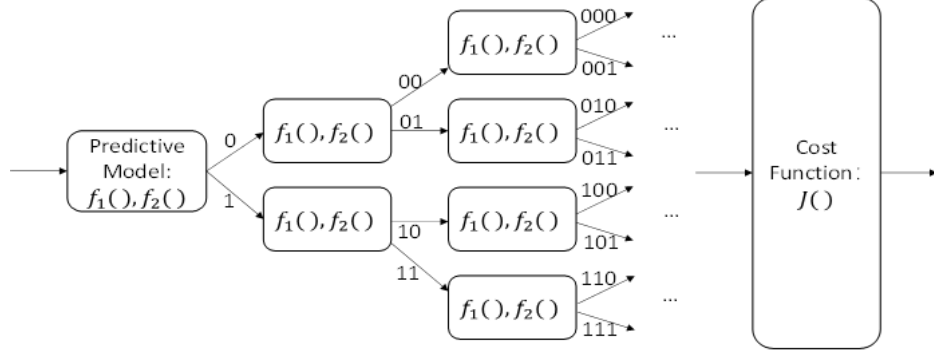 000
f₁(), f₂()
...
001
00
0
f₁(), f₂()
01
010
f₁(), f₂()
...
011
Predictive
Model:
f₁(), f₂()
1
f₁(), f₂()
10
11
100
f₁(), f₂()
...
101
110
f₁(), f₂()
...
111
Cost
Function:
J()